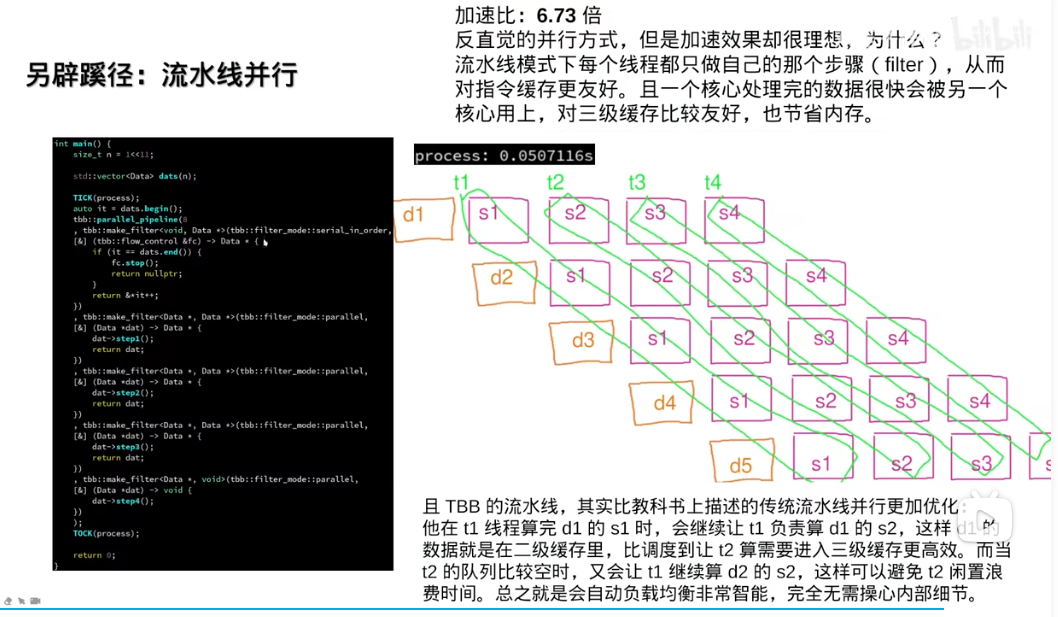 加速比：6.73 倍
反直觉的并行方式，但是加速效果却很理想，为什么？
流水线模式下每个线程都只做自己的那个步骤（filter），从而
对指令缓存更友好。且一个核心处理完的数据很快会被另一个
核心用上，对三级缓存比较友好，也节省内存。
bilibili
另辟蹊径：流水线并行
int main() {
size_t n = 1<<11;
std::vector<Data> dats(n);
TICK(process);
auto it = dats.begin();
tbb::parallel_pipeline(8
, tbb::make_filter<void, Data *>(tbb::filter_mode::serial_in_order,
[&] (tbb::flow_control &fc) -> Data * {
if (it == dats.end()) {
fc.stop();
return nullptr;
}
return &*it++;
})
, tbb::make_filter<Data *, Data *>(tbb::filter_mode::parallel,
[&] (Data *dat) -> Data * {
dat->step1();
return dat;
})
, tbb::make_filter<Data *, Data *>(tbb::filter_mode::parallel,
[&] (Data *dat) -> Data * {
dat->step2();
return dat;
})
, tbb::make_filter<Data *, Data *>(tbb::filter_mode::parallel,
[&] (Data *dat) -> Data * {
dat->step3();
return dat;
})
, tbb::make_filter<Data *, void>(tbb::filter_mode::parallel,
[&] (Data *dat) -> void {
dat->step4();
})
);
TOCK(process);
return 0;
}
process: 0.0507116s
t1 t2 t3 t4
d1 s1 s2 s3 s4
d2 s1 s2 s3 s4
d3 s1 s2 s3 s4
d4 s1 s2 s3 s4
d5 s1 s2 s3 s
且 TBB 的流水线，其实比教科书上描述的传统流水线并行更加优化：
他在 t1 线程算完 d1 的 s1 时，会继续让 t1 负责算 d1 的 s2，这样 d1 的
数据就是在二级缓存里，比调度到让 t2 算需要进入三级缓存更高效。而当
t2 的队列比较空时，又会让 t1 继续算 d2 的 s2，这样可以避免 t2 闲置浪
费时间。总之就是会自动负载均衡非常智能，完全无需操心内部细节。